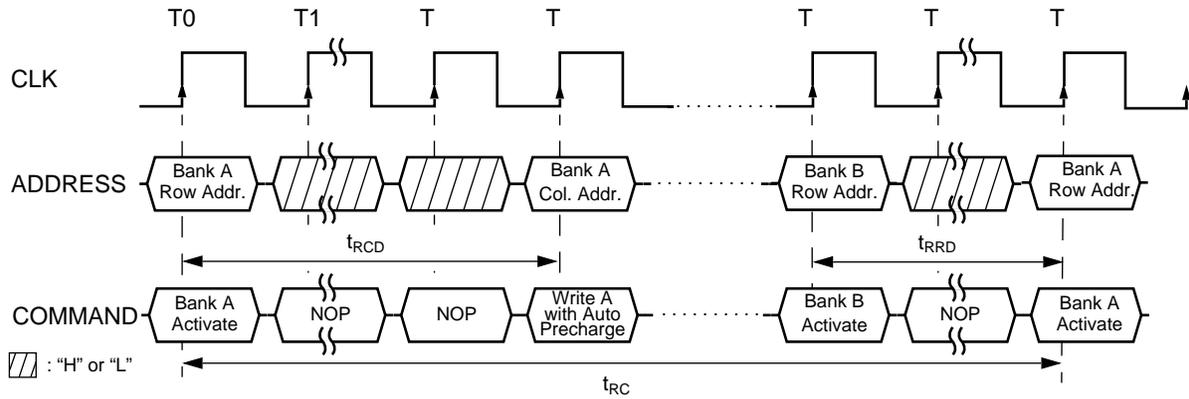 T0 T1 T T T T T
CLK
ADDRESS
Bank A
Row Addr.
Bank A
Col. Addr.
Bank B
Row Addr.
Bank A
Row Addr.
tRCD
tRRD
COMMAND
Bank A
Activate
NOP
NOP
Write A
with Auto
Precharge
Bank B
Activate
NOP
Bank A
Activate
: “H” or “L”
tRC